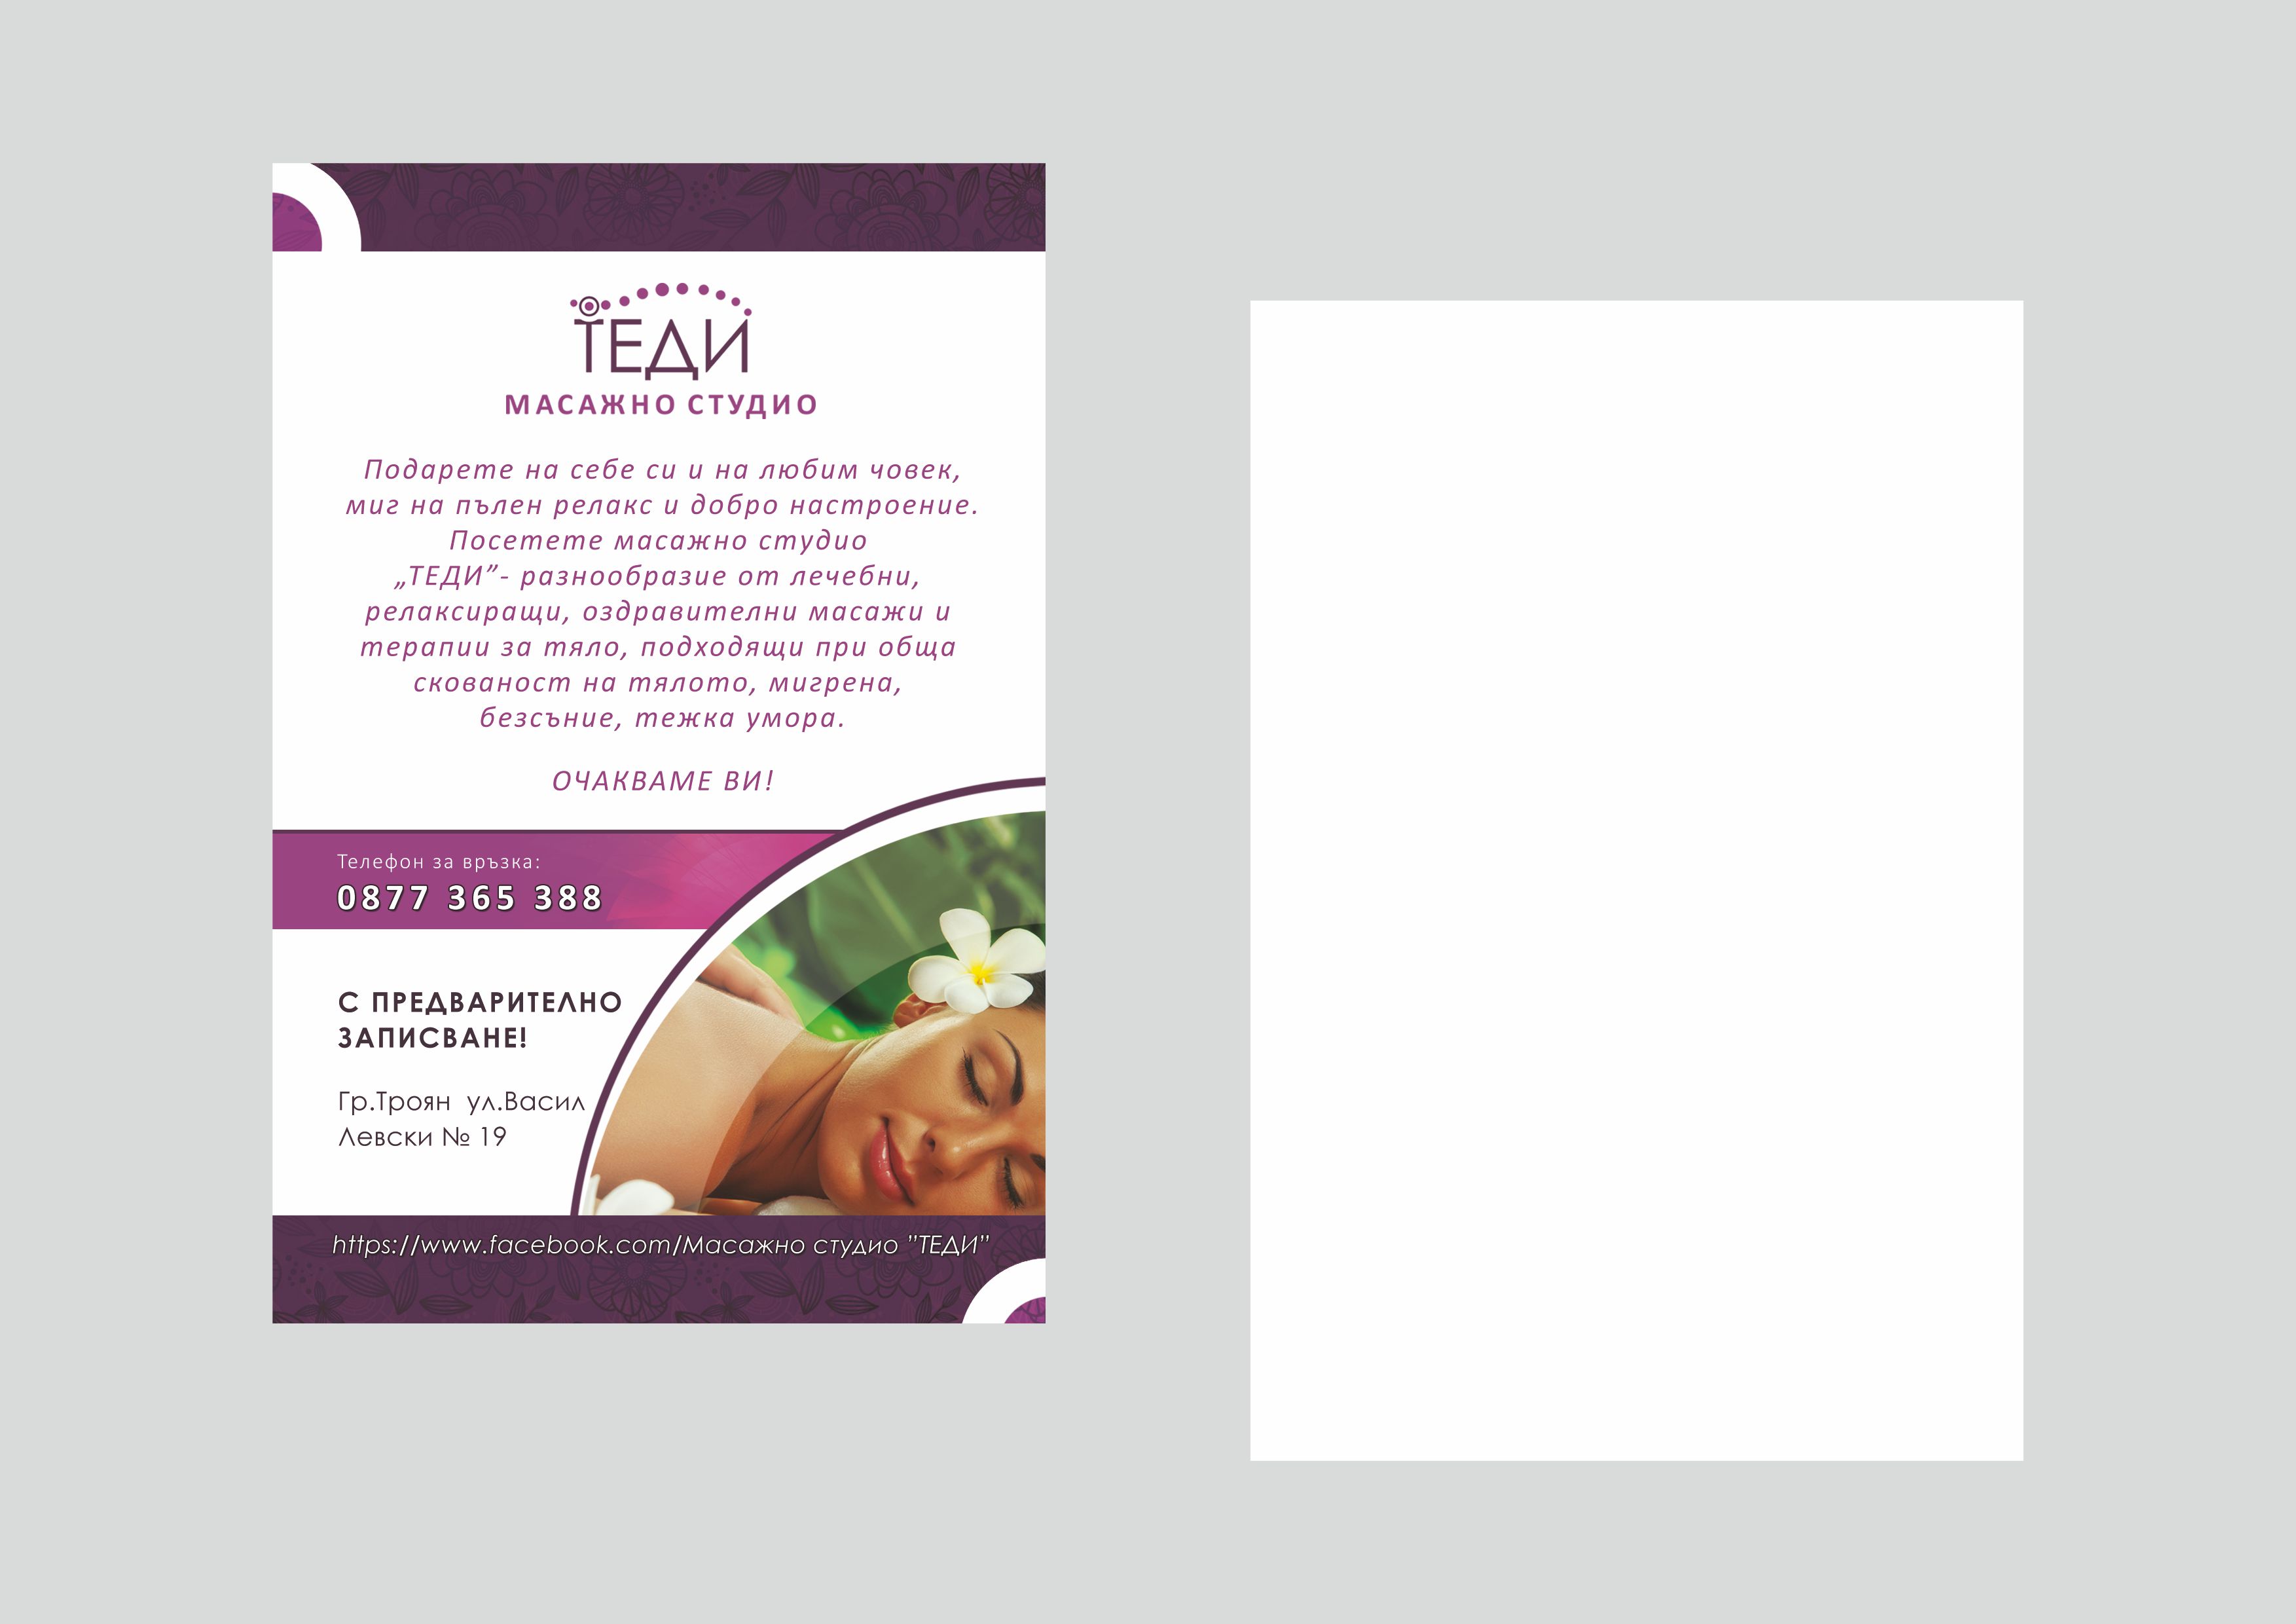 ТЕДИ
МАСАЖНО СТУДИО
Подарете на себе си и на любим човек,
миг на пълен релакс и добро настроение.
Посетете масажно студио
„ТЕДИ”- разнообразие от лечебни,
релаксиращи, оздравителни масажи и
терапии за тяло, подходящи при обща
скованост на тялото, мигрена,
безсъние, тежка умора.
ОЧАКВАМЕ ВИ!
Телефон за връзка:
0877 365 388
С ПРЕДВАРИТЕЛНО
ЗАПИСВАНЕ!
Гр.Троян ул.Васил
Левски № 19
https://www.facebook.com/Масажно студио ”ТЕДИ”